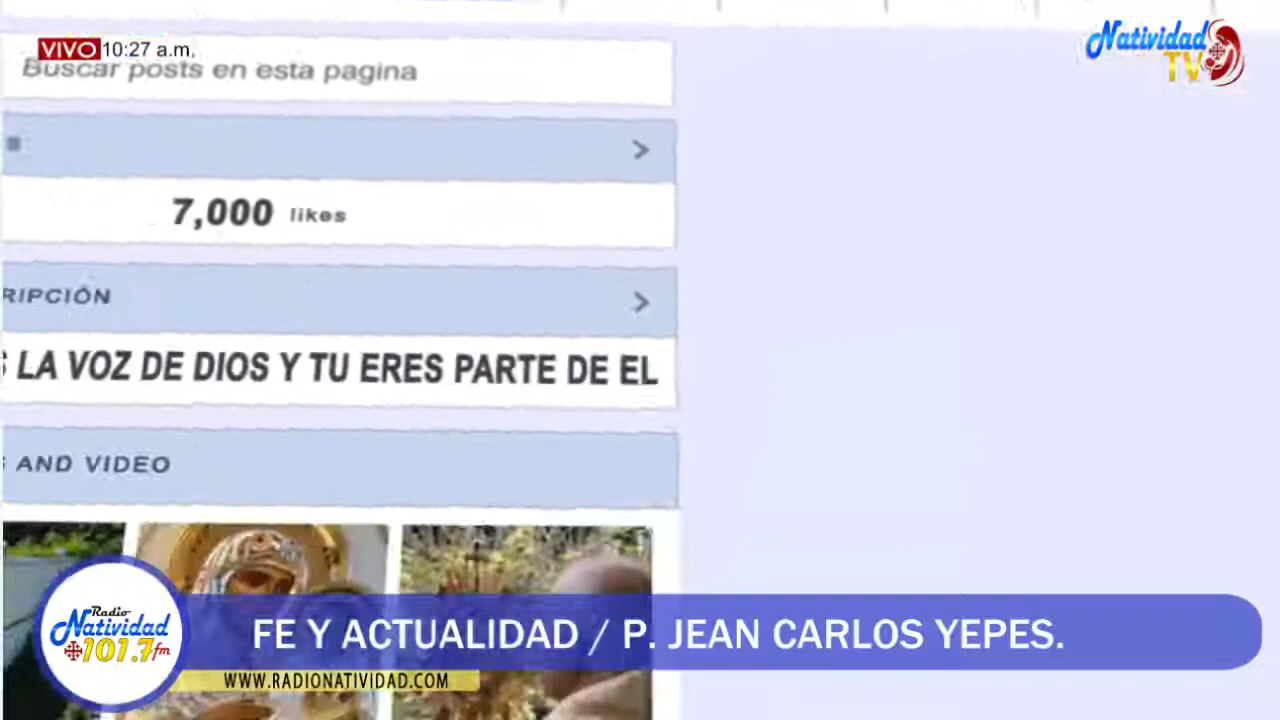 VIVO 10:27 a.m.
Natividad
TV
Buscar posts en esta pagina
7,000 likes
RIPCIÓN
LA VOZ DE DIOS Y TU ERES PARTE DE EL
AND VIDEO
Radio
Natividad
101.7 fm
FE Y ACTUALIDAD / P. JEAN CARLOS YEPES.
WWW.RADIONATIVIDAD.COM